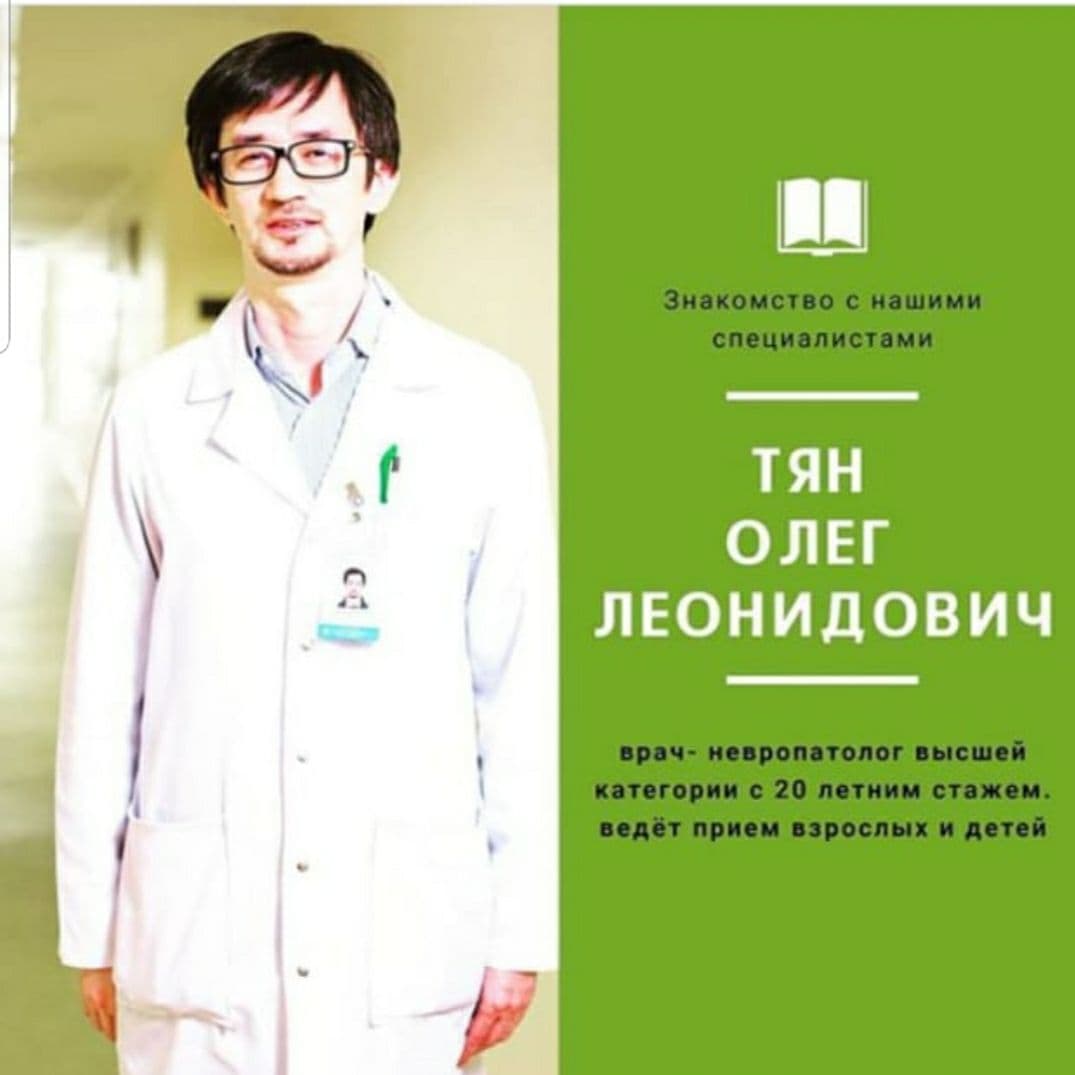 Знакомство с нашими
специалистами
ТЯН
ОЛЕГ
ЛЕОНИДОВИЧ
врач- невропатолог высшей
категории с 20 летним стажем.
ведёт прием взрослых и детей